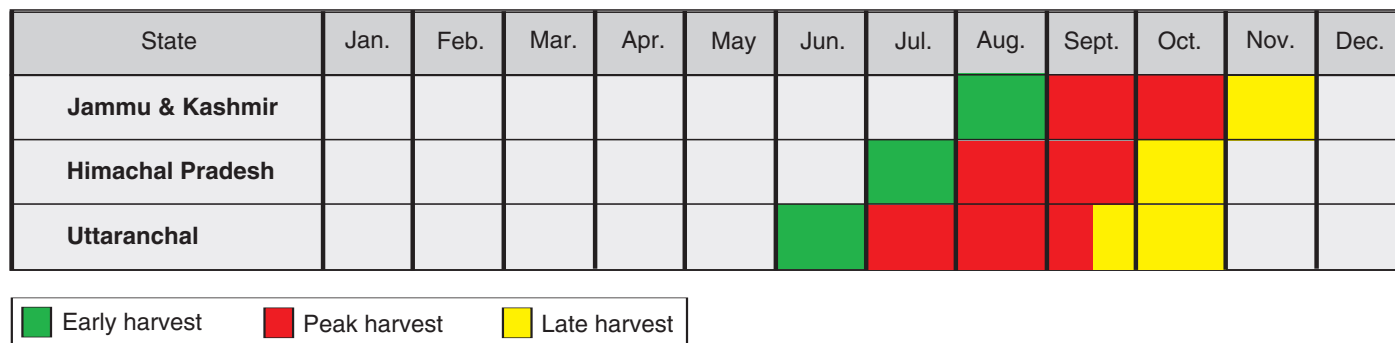 State Jan. Feb. Mar. Apr. May Jun. Jul. Aug. Sept. Oct. Nov. Dec.
Jammu & Kashmir
Himachal Pradesh
Uttaranchal
Early harvest Peak harvest Late harvest